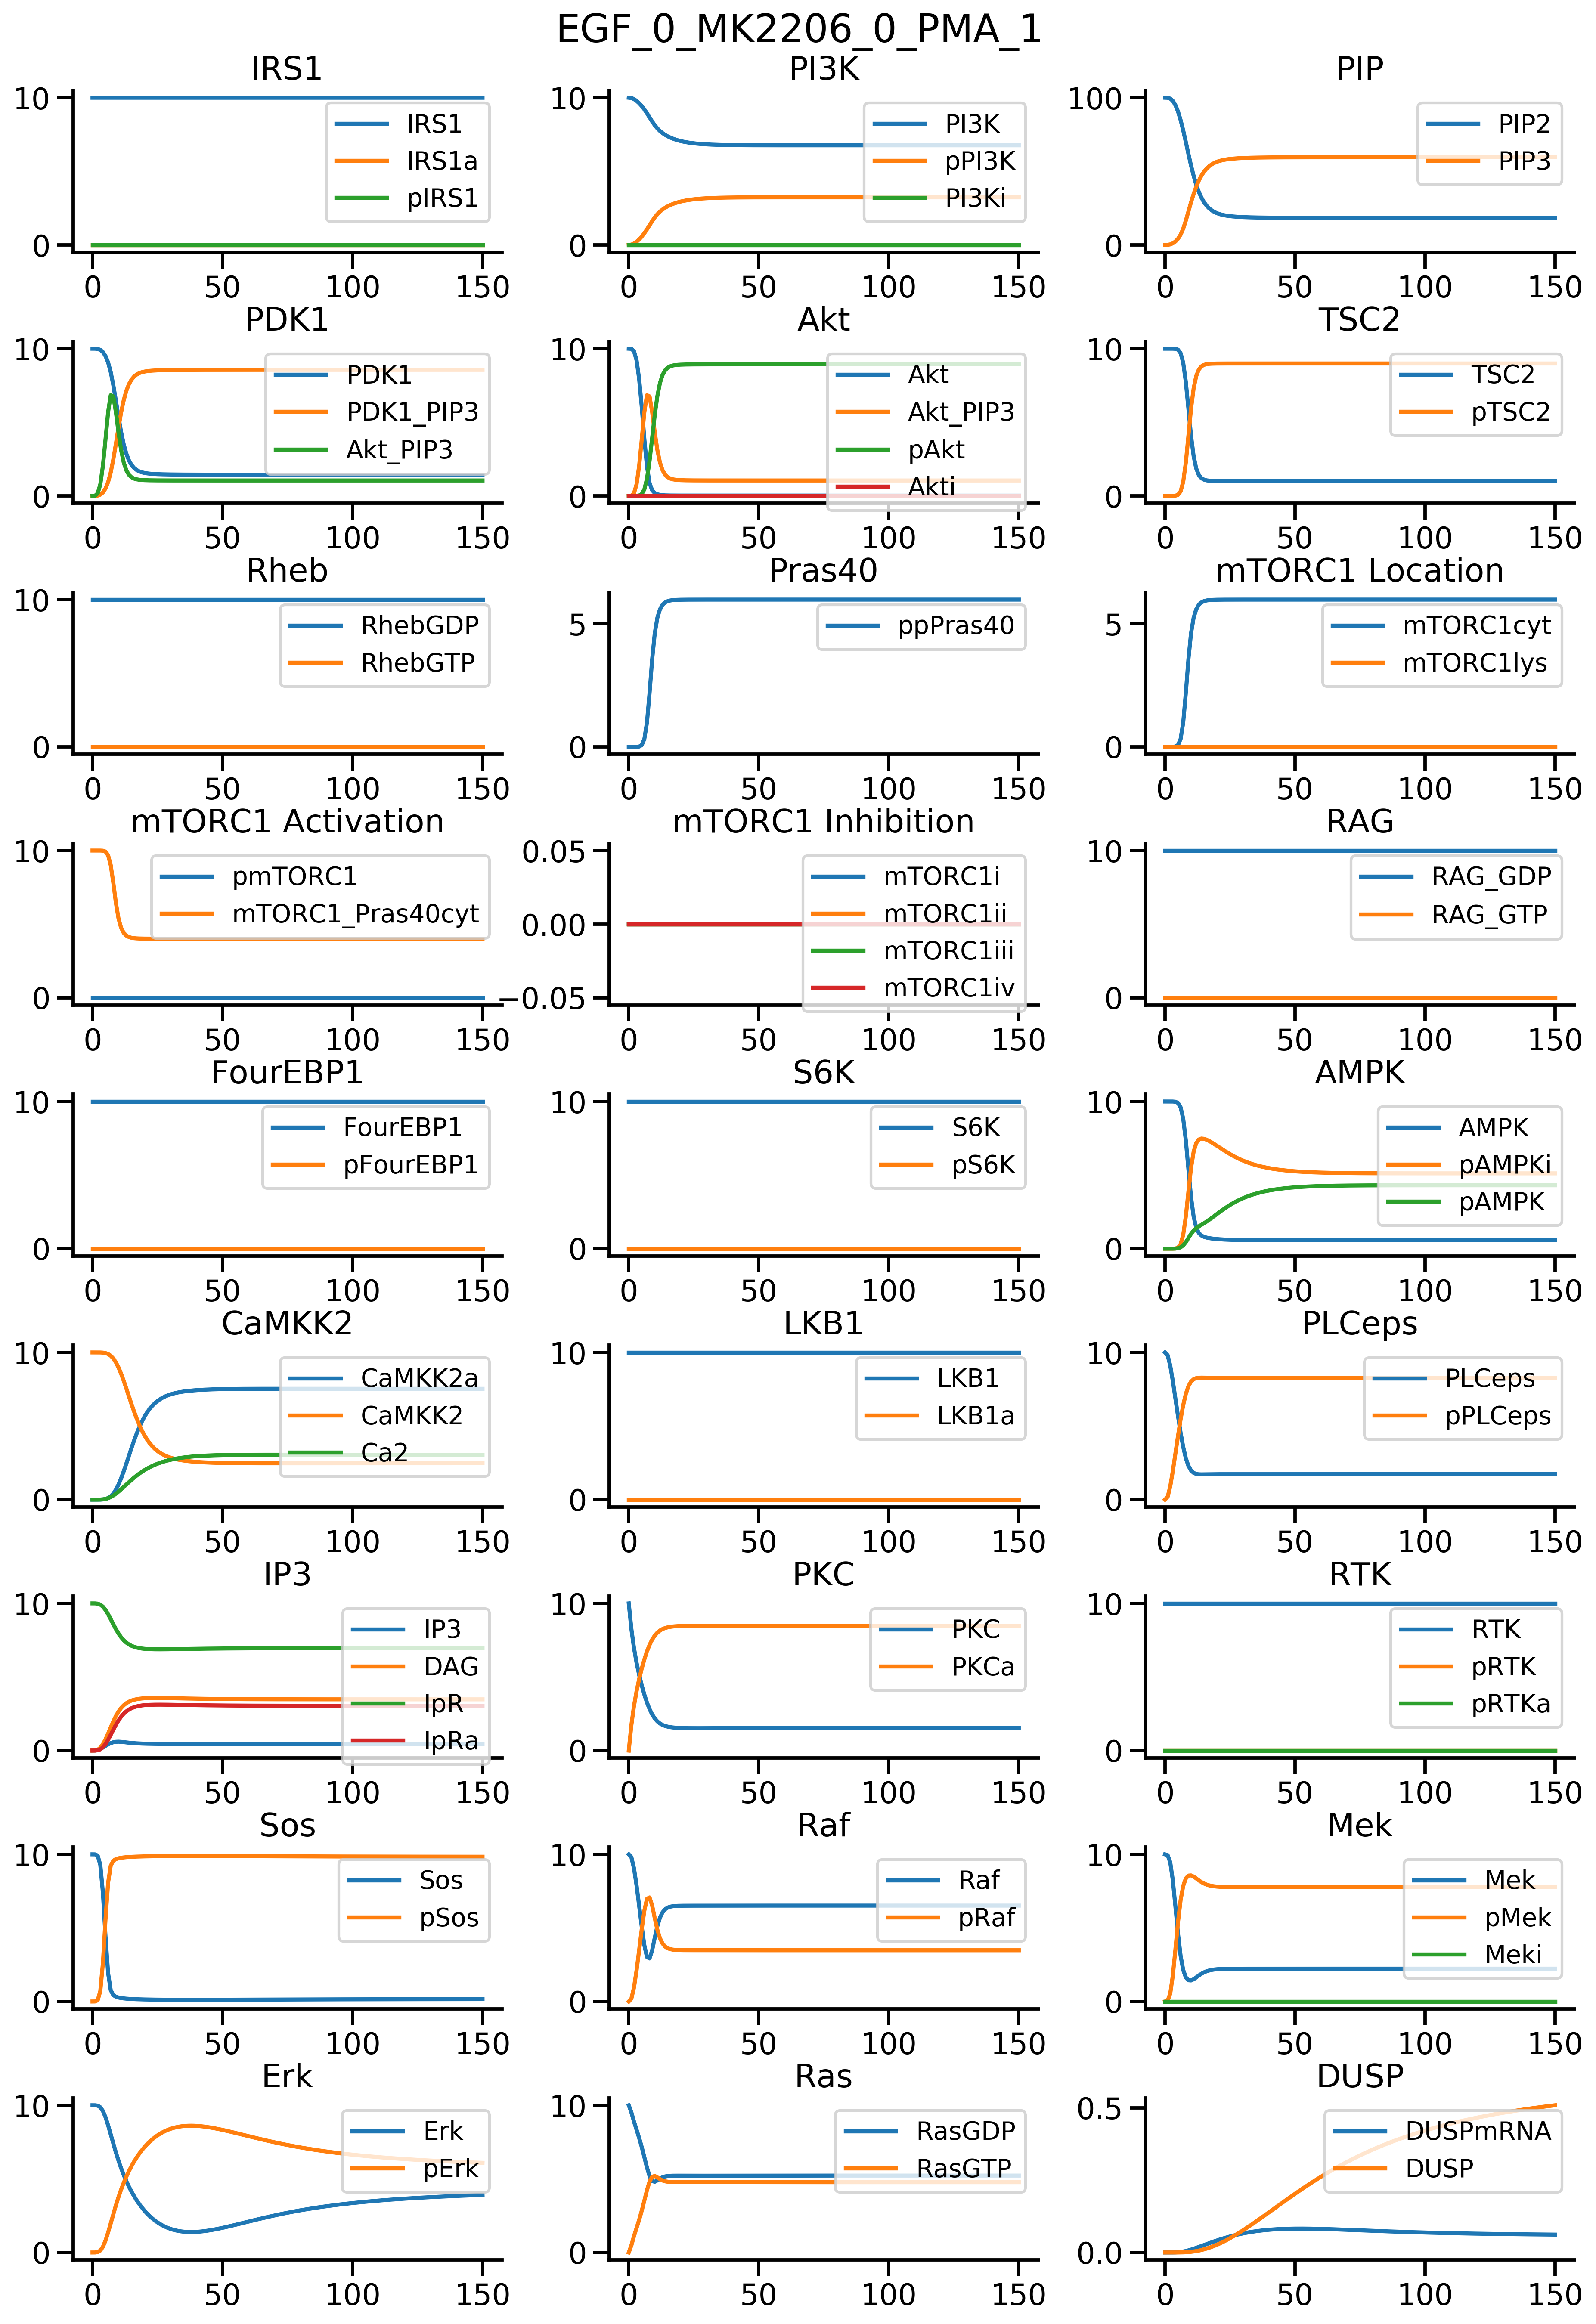 EGF_0_MK2206_0_PMA_1
IRS1
10
0
0
50
100
150
IRS1
IRS1a
pIRS1
PI3K
10
0
0
50
100
150
PI3K
pPI3K
PI3Ki
PIP
100
0
0
50
100
150
PIP2
PIP3
PDK1
10
0
0
50
100
150
PDK1
PDK1_PIP3
Akt_PIP3
Akt
10
0
0
50
100
150
Akt
Akt_PIP3
pAkt
Akti
TSC2
10
0
0
50
100
150
TSC2
pTSC2
Rheb
10
0
0
50
100
150
RhebGDP
RhebGTP
Pras40
5
0
0
50
100
150
ppPras40
mTORC1 Location
5
0
0
50
100
150
mTORC1cyt
mTORC1lys
mTORC1 Activation
10
0
0
50
100
150
pmTORC1
mTORC1_Pras40cyt
mTORC1 Inhibition
0.05
0.00
−0.05
0
50
100
150
mTORC1i
mTORC1ii
mTORC1iii
mTORC1iv
RAG
10
0
0
50
100
150
RAG_GDP
RAG_GTP
FourEBP1
10
0
0
50
100
150
FourEBP1
pFourEBP1
S6K
10
0
0
50
100
150
S6K
pS6K
AMPK
10
0
0
50
100
150
AMPK
pAMPKi
pAMPK
CaMKK2
10
0
0
50
100
150
CaMKK2a
CaMKK2
Ca2
LKB1
10
0
0
50
100
150
LKB1
LKB1a
PLCeps
10
0
0
50
100
150
PLCeps
pPLCeps
IP3
10
0
0
50
100
150
IP3
DAG
IpR
IpRa
PKC
10
0
0
50
100
150
PKC
PKCa
RTK
10
0
0
50
100
150
RTK
pRTK
pRTKa
Sos
10
0
0
50
100
150
Sos
pSos
Raf
10
0
0
50
100
150
Raf
pRaf
Mek
10
0
0
50
100
150
Mek
pMek
Meki
Erk
10
0
0
50
100
150
Erk
pErk
Ras
10
0
0
50
100
150
RasGDP
RasGTP
DUSP
0.5
0.0
0
50
100
150
DUSPmRNA
DUSP